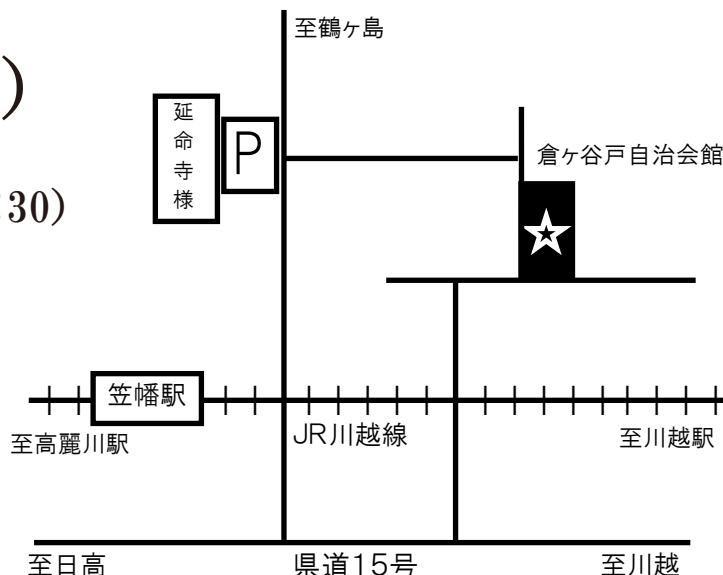 至鶴ヶ島
)
延命寺様
P
倉ヶ谷戸自治会館
30)
笠幡駅
至高麗川駅
JR川越線
至川越駅
至日高
県道15号
至川越